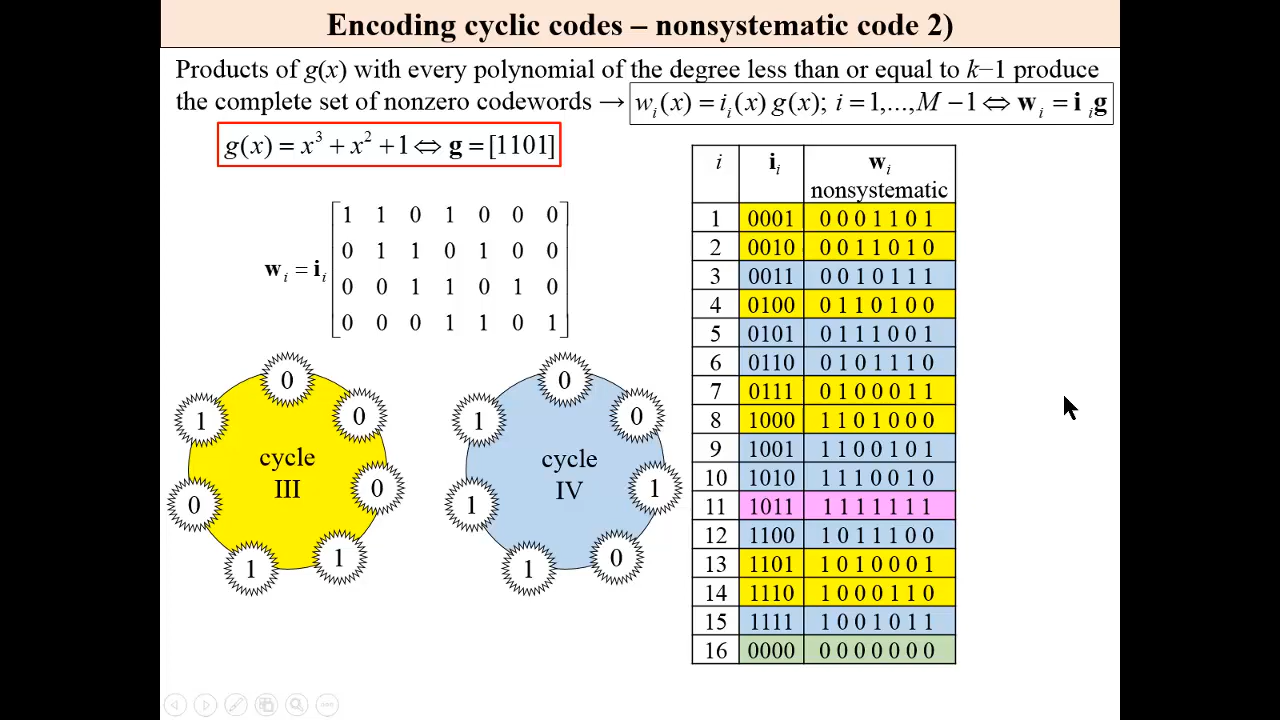 Encoding cyclic codes – nonsystematic code 2)
Products of g(x) with every polynomial of the degree less than or equal to k−1 produce
the complete set of nonzero codewords → w_i(x) = i_i(x) g(x); i = 1,..., M −1 ⇔ w_i = i_i g
g(x) = x³ + x² + 1 ⇔ g = [1101]
w_i = i_i
1 1 0 1 0 0 0
0 1 1 0 1 0 0
0 0 1 1 0 1 0
0 0 0 1 1 0 1
0
0
0
1
1
0
1
cycle
III
0
0
1
0
1
1
1
cycle
IV
i i_i w_i
nonsystematic
1 0001 0 0 0 1 1 0 1
2 0010 0 0 1 1 0 1 0
3 0011 0 0 1 0 1 1 1
4 0100 0 1 1 0 1 0 0
5 0101 0 1 1 1 0 0 1
6 0110 0 1 0 1 1 1 0
7 0111 0 1 0 0 0 1 1
8 1000 1 1 0 1 0 0 0
9 1001 1 1 0 0 1 0 1
10 1010 1 1 1 0 0 1 0
11 1011 1 1 1 1 1 1 1
12 1100 1 0 1 1 1 0 0
13 1101 1 0 1 0 0 0 1
14 1110 1 0 0 0 1 1 0
15 1111 1 0 0 1 0 1 1
16 0000 0 0 0 0 0 0 0